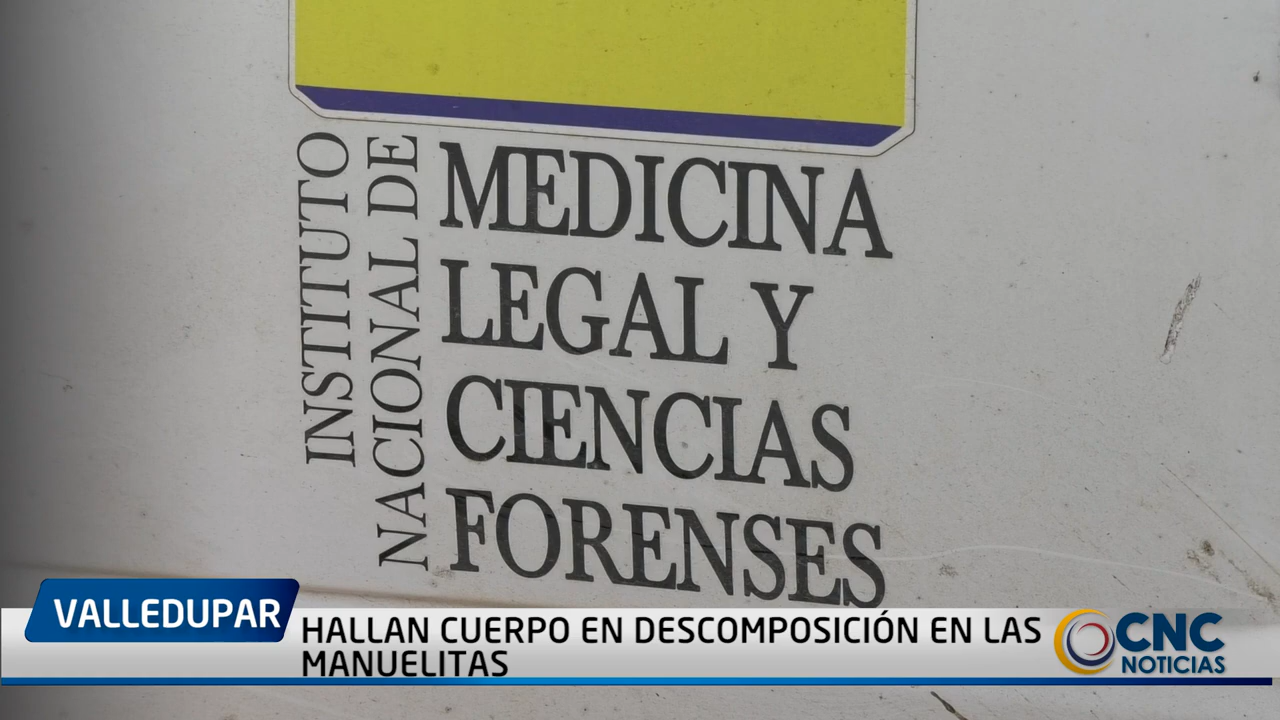 INSTITUTO
NACIONAL DE
MEDICINA
LEGAL Y
CIENCIAS
FORENSES
VALLEDUPAR
HALLAN CUERPO EN DESCOMPOSICIÓN EN LAS
MANUELITAS
CNC
NOTICIAS